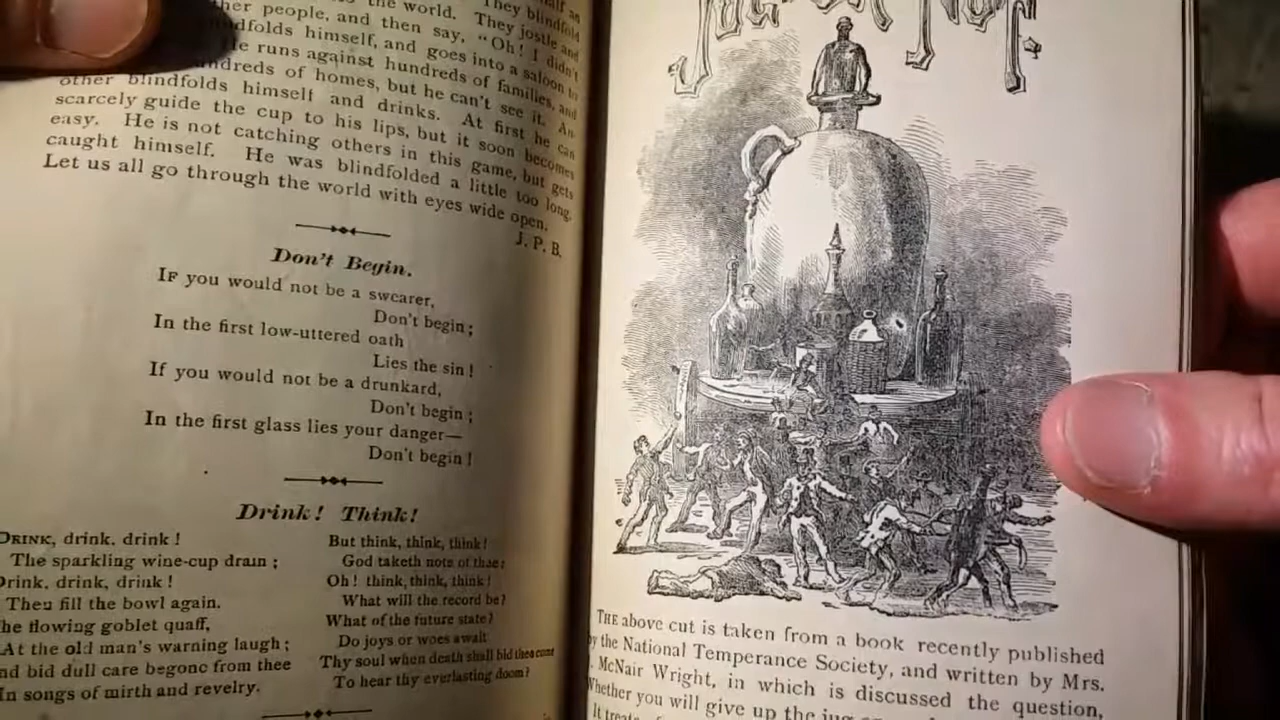 the world. They blindfold
her people, and then say, "Oh! I didn't
dfolds himself, and goes into a saloon to
He runs against hundreds of families, and
ndreds of homes, but he can't see it. An-
other blindfolds himself and drinks. At first he can
scarcely guide the cup to his lips, but it soon becomes
easy. He is not catching others in this game, but gets
caught himself. He was blindfolded a little too long.
Let us all go through the world with eyes wide open.
J. P. B.
Don't Begin.
IF you would not be a swearer,
Don't begin;
In the first low-uttered oath
Lies the sin!
If you would not be a drunkard,
Don't begin;
In the first glass lies your danger—
Don't begin!
Drink! Think!
DRINK, drink, drink!
The sparkling wine-cup drain;
Drink, drink, drink!
Then fill the bowl again.
he flowing goblet quaff,
At the old man's warning laugh;
nd bid dull care begone from thee
In songs of mirth and revelry.
But think, think, think!
God taketh note of thee;
Oh! think, think, think!
What will the record be?
What of the future state?
Do joys or woes await
Thy soul when death shall bid thee come
To hear thy everlasting doom?
THE above cut is taken from a book recently published
by the National Temperance Society, and written by Mrs.
. McNair Wright, in which is discussed the question,
Whether you will give up the jug
It treats